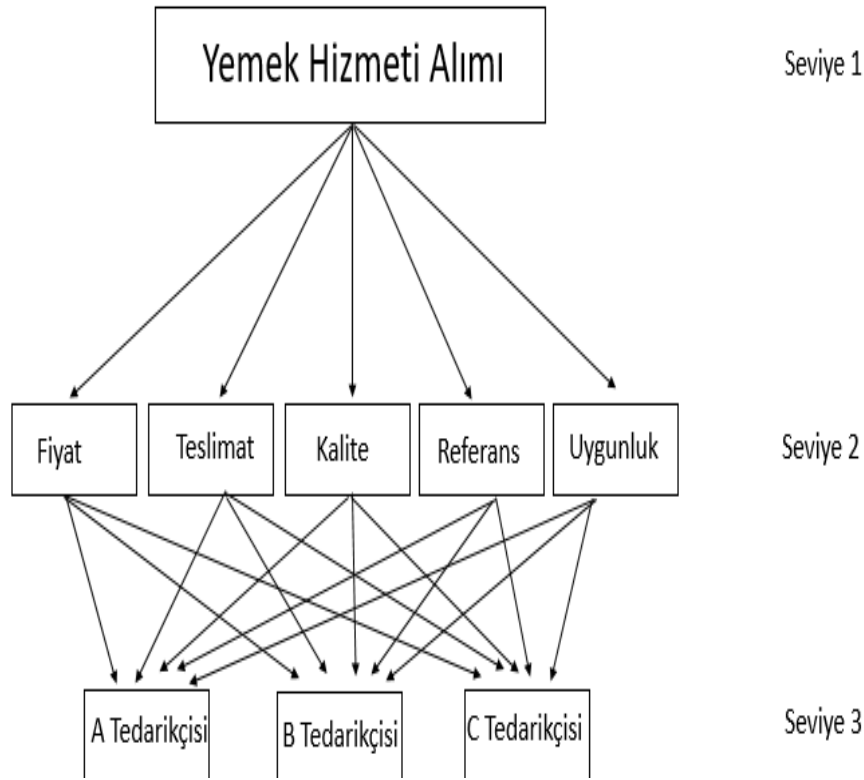 Yemek Hizmeti Alımı
Seviye 1
Fiyat
Teslimat
Kalite
Referans
Uygunluk
Seviye 2
A Tedarikçisi
B Tedarikçisi
C Tedarikçisi
Seviye 3